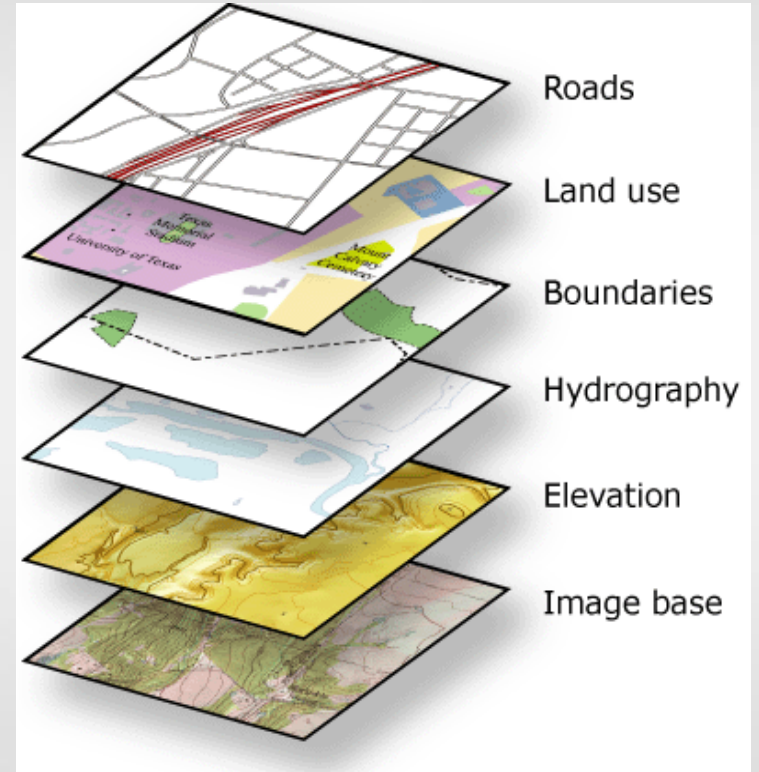 Roads
Land use
Texas
Memorial
Stadium
University of Texas
Mount
Calvary
Cemetery
Boundaries
Hydrography
Elevation
Image base